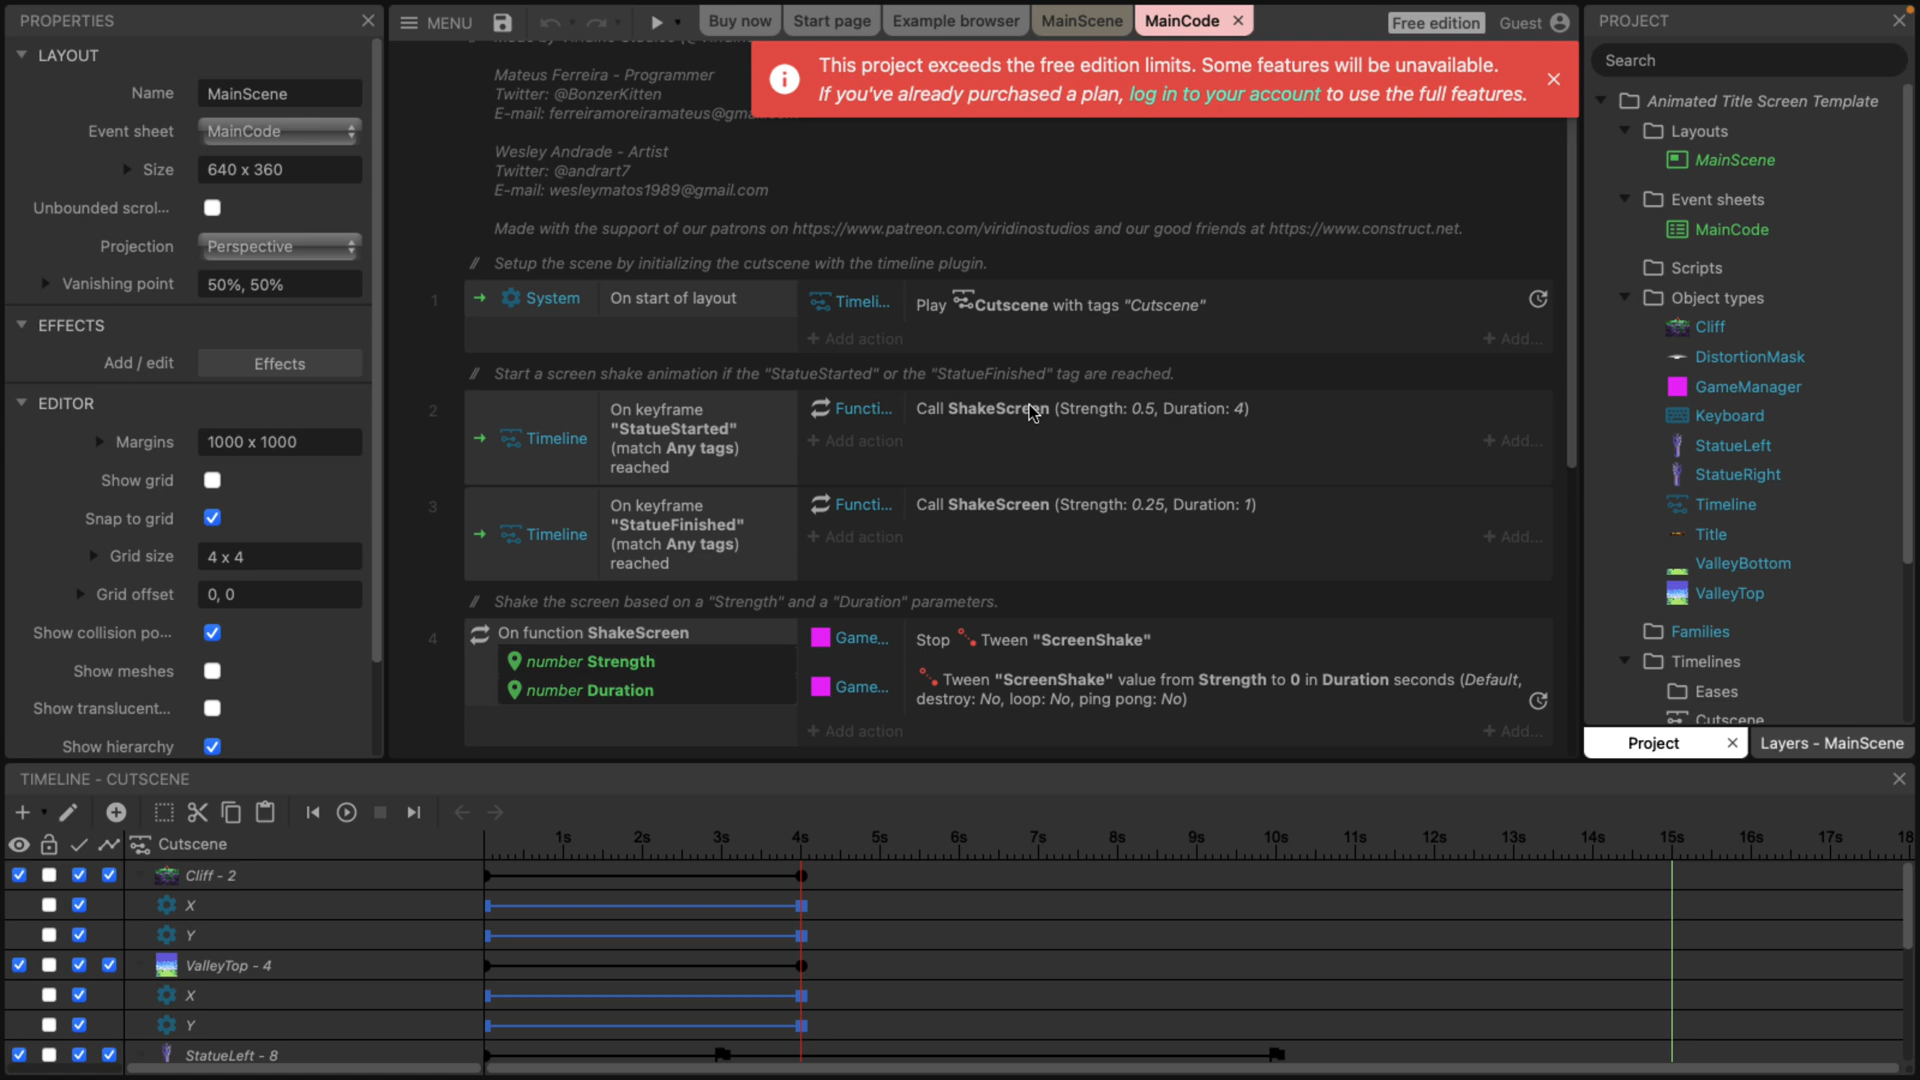 PROPERTIES
LAYOUT
Name MainScene
Event sheet MainCode
Size 640 x 360
Unbounded scrol...
Projection Perspective
Vanishing point 50%, 50%
EFFECTS
Add / edit Effects
EDITOR
Margins 1000 x 1000
Show grid
Snap to grid
Grid size 4 x 4
Grid offset 0, 0
Show collision po...
Show meshes
Show translucent...
Show hierarchy
MENU
Buy now
Start page
Example browser
MainScene
MainCode
Free edition
Guest
This project exceeds the free edition limits. Some features will be unavailable.
If you've already purchased a plan, log in to your account to use the full features.
Mateus Ferreira - Programmer
Twitter: @BonzerKitten
E-mail: ferreiramoreiramateus@gma
Wesley Andrade - Artist
Twitter: @andrart7
E-mail: wesleymatos1989@gmail.com
Made with the support of our patrons on https://www.patreon.com/viridinostudios and our good friends at https://www.construct.net.
// Setup the scene by initializing the cutscene with the timeline plugin.
1 System On start of layout Timeli... Play Cutscene with tags "Cutscene"
+ Add action + Add...
// Start a screen shake animation if the "StatueStarted" or the "StatueFinished" tag are reached.
2 Timeline On keyframe
"StatueStarted"
(match Any tags)
reached
Functi... Call ShakeScreen (Strength: 0.5, Duration: 4)
+ Add action + Add...
3 Timeline On keyframe
"StatueFinished"
(match Any tags)
reached
Functi... Call ShakeScreen (Strength: 0.25, Duration: 1)
+ Add action + Add...
// Shake the screen based on a "Strength" and a "Duration" parameters.
4 On function ShakeScreen
number Strength
number Duration
Game... Stop Tween "ScreenShake"
Game... Tween "ScreenShake" value from Strength to 0 in Duration seconds (Default,
destroy: No, loop: No, ping pong: No)
+ Add action + Add...
PROJECT
Search
Animated Title Screen Template
Layouts
MainScene
Event sheets
MainCode
Scripts
Object types
Cliff
DistortionMask
GameManager
Keyboard
StatueLeft
StatueRight
Timeline
Title
ValleyBottom
ValleyTop
Families
Timelines
Eases
Cutscene
Project
Layers - MainScene
TIMELINE - CUTSCENE
Cutscene
1s 2s 3s 4s 5s 6s 7s 8s 9s 10s 11s 12s 13s 14s 15s 16s 17s 18
Cliff - 2
X
Y
ValleyTop - 4
X
Y
StatueLeft - 8